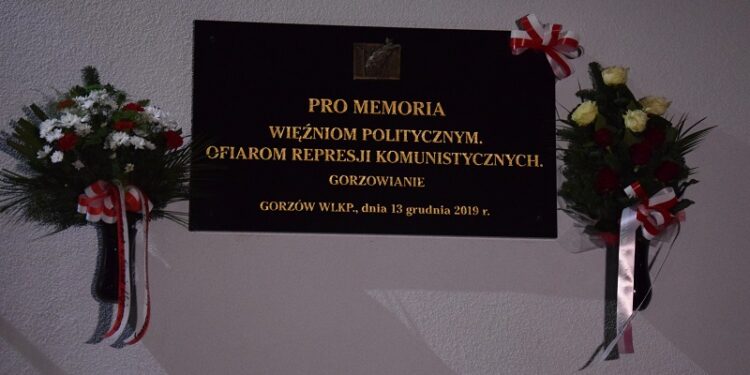 PRO MEMORIA
WIĘŹNIOM POLITYCZNYM.
OFIAROM REPRESJI KOMUNISTYCZNYCH.
GORZOWIANIE
GORZÓW WLKP., dnia 13 grudnia 2019 r.